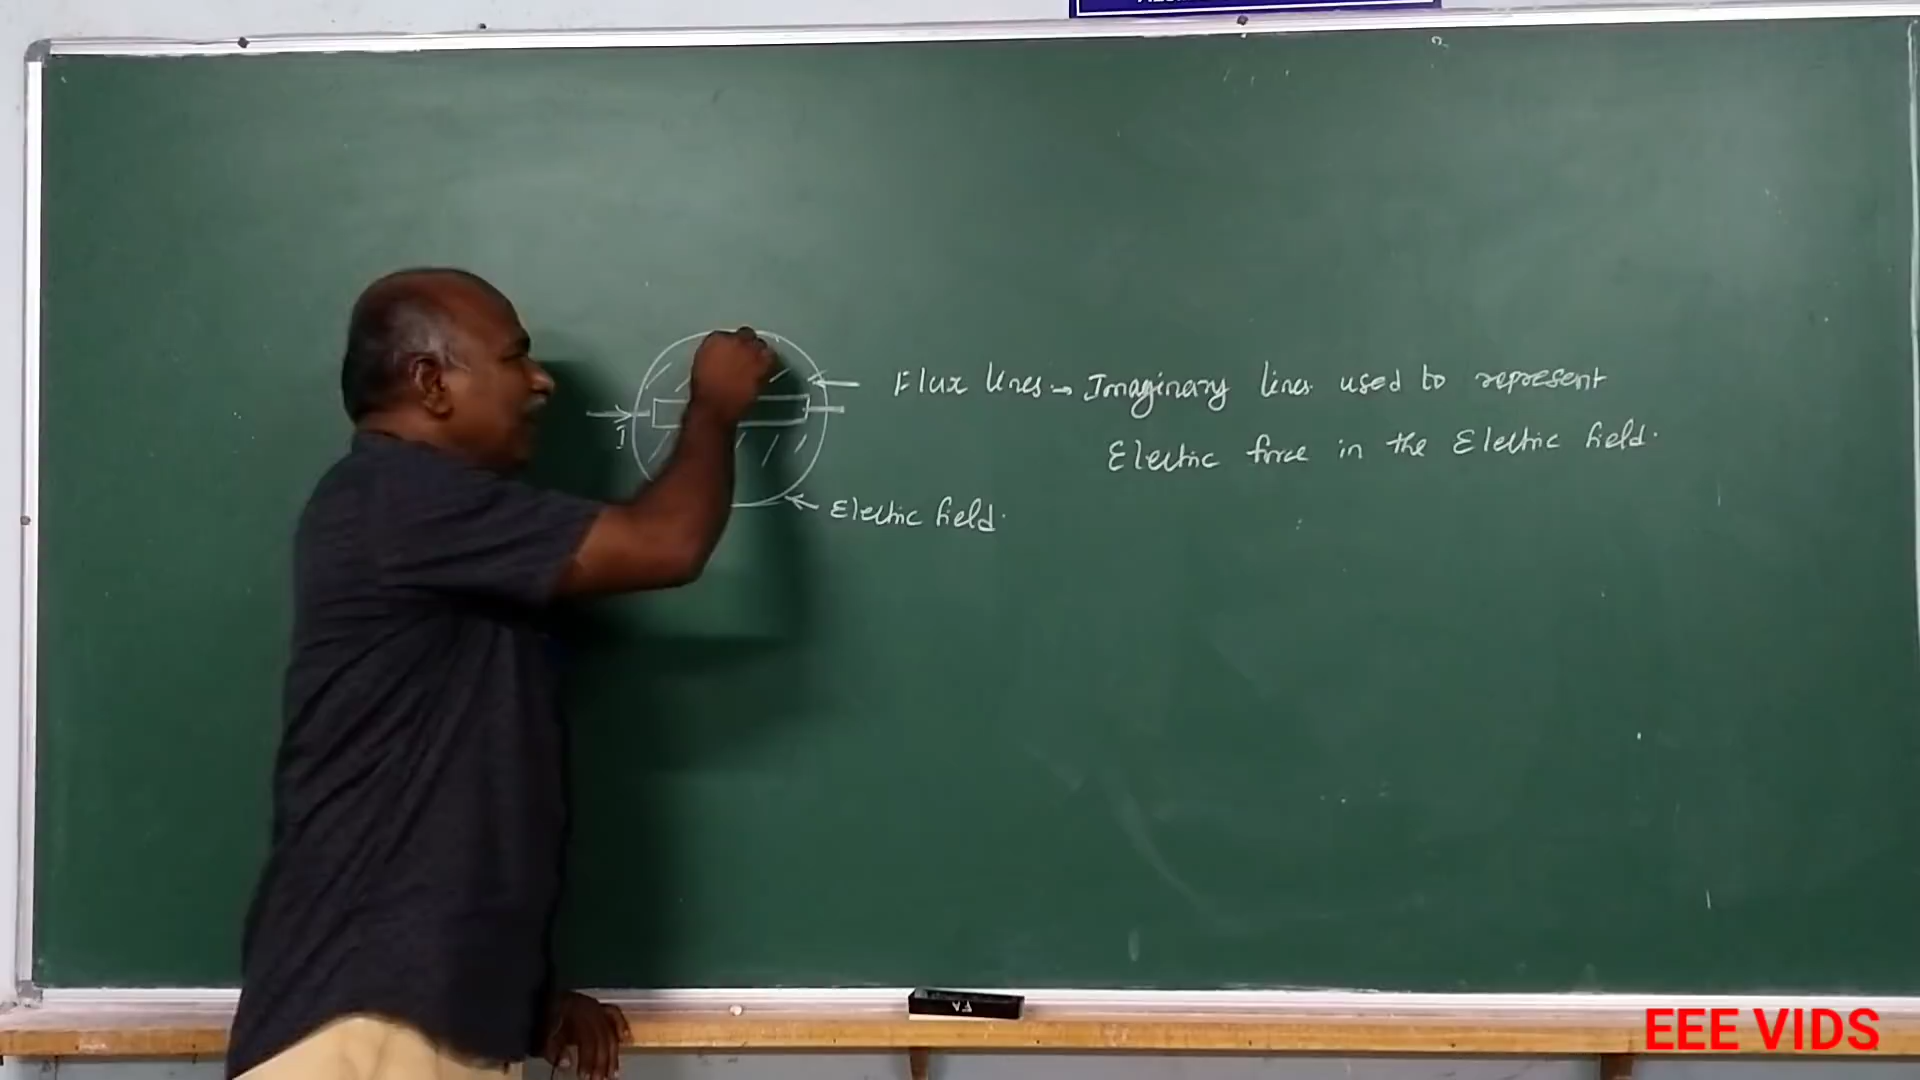 Flux lines → Imaginary lines used to represent
Electric force in the Electric field.
I
Electric field.
EEE VIDS